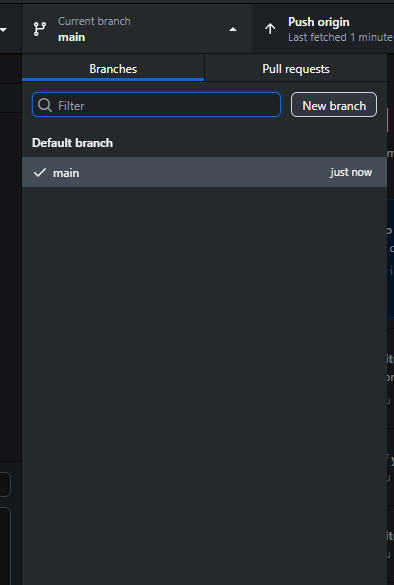 Current branch
main
Push origin
Last fetched 1 minute
Branches
Pull requests
Filter
New branch
Default branch
main
just now